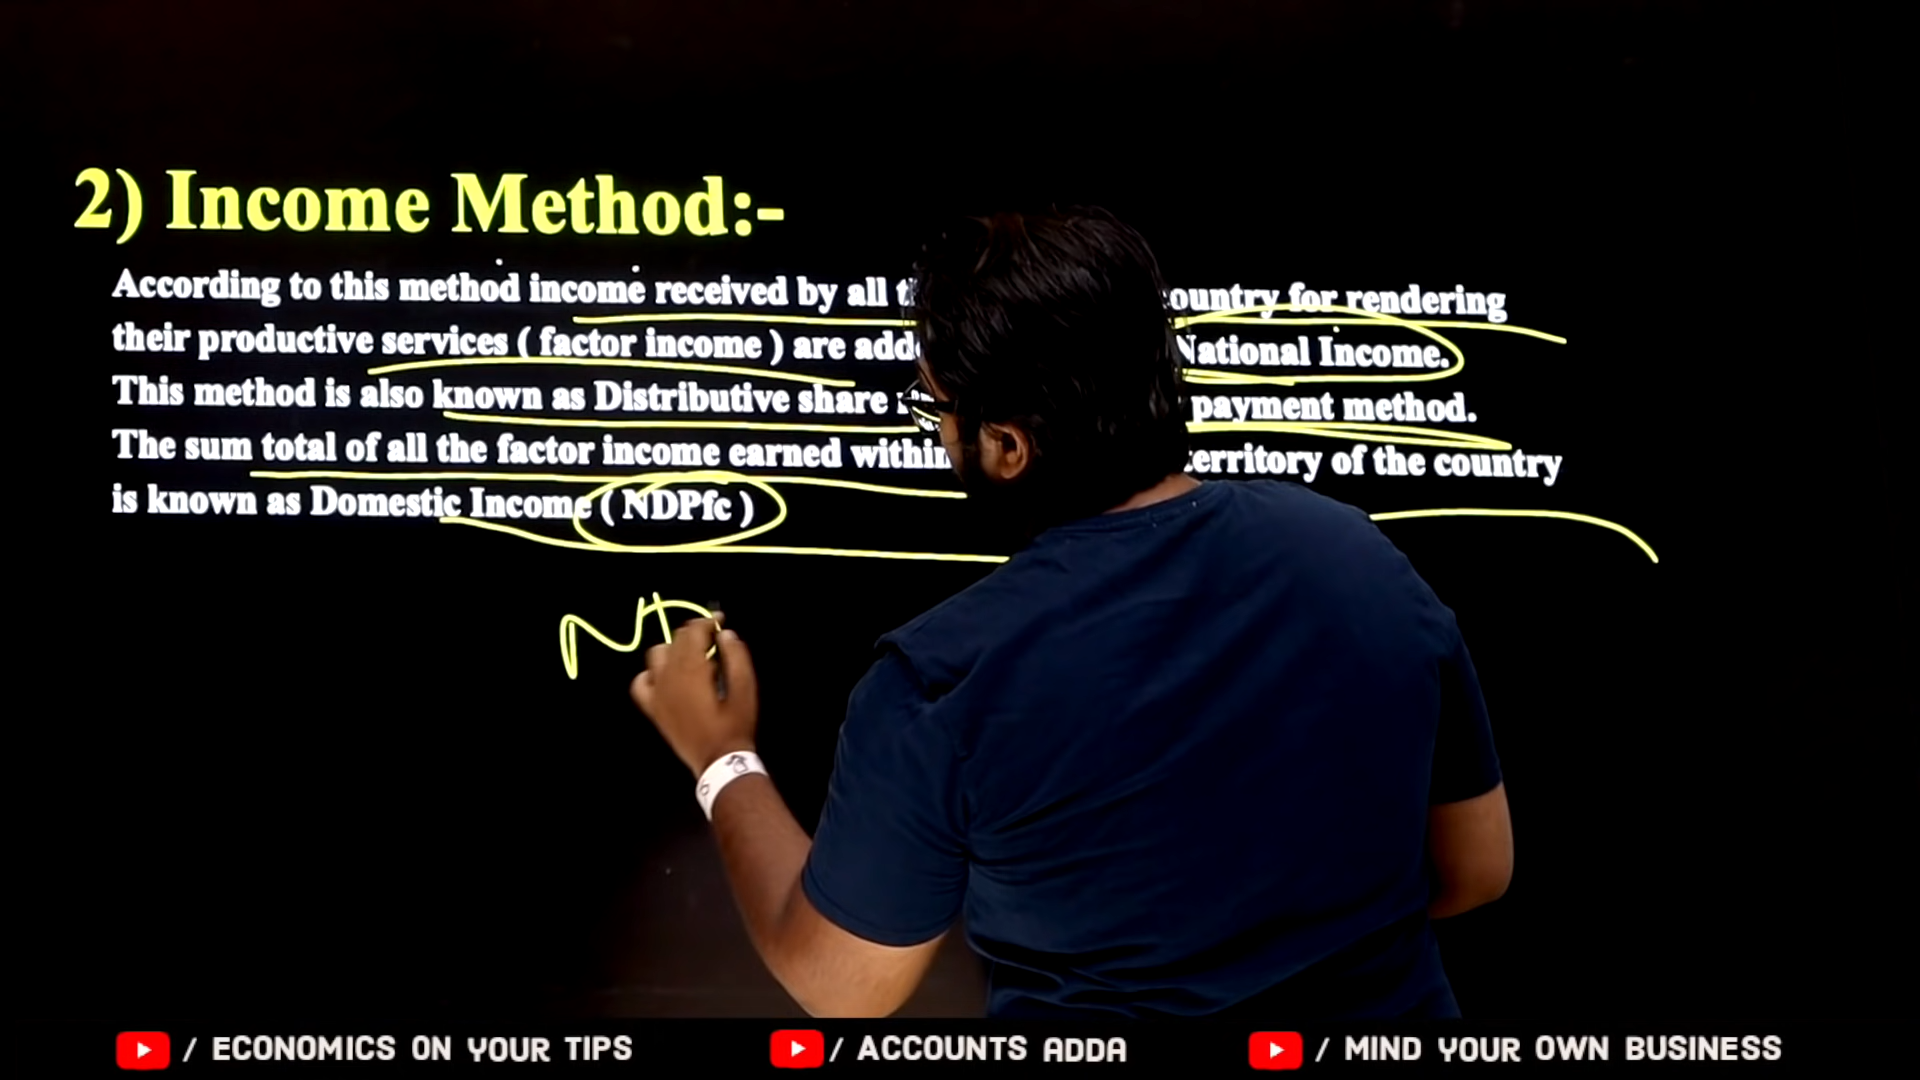 2) Income Method:-
According to this method income received by all country for rendering
their productive services ( factor income ) are National Income.
This method is also known as Distributive share payment method.
The sum total of all the factor income earned within territory of the country
is known as Domestic Income ( NDPfc )
ND
/ ECONOMICS ON YOUR TIPS / ACCOUNTS ADDA / MIND YOUR OWN BUSINESS